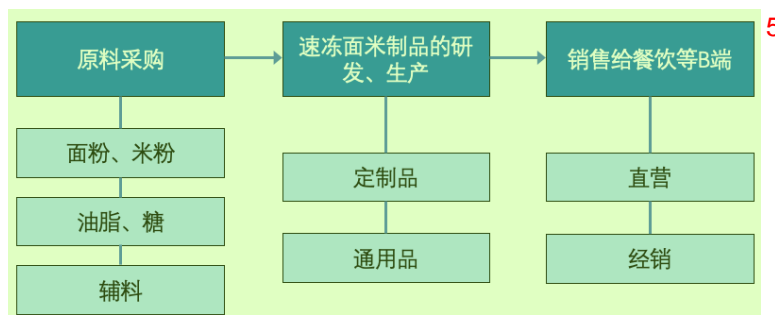 原料采购
速冻面米制品的研
发、生产
销售给餐饮等B端
5
面粉、米粉
油脂、糖
辅料
定制品
通用品
直营
经销